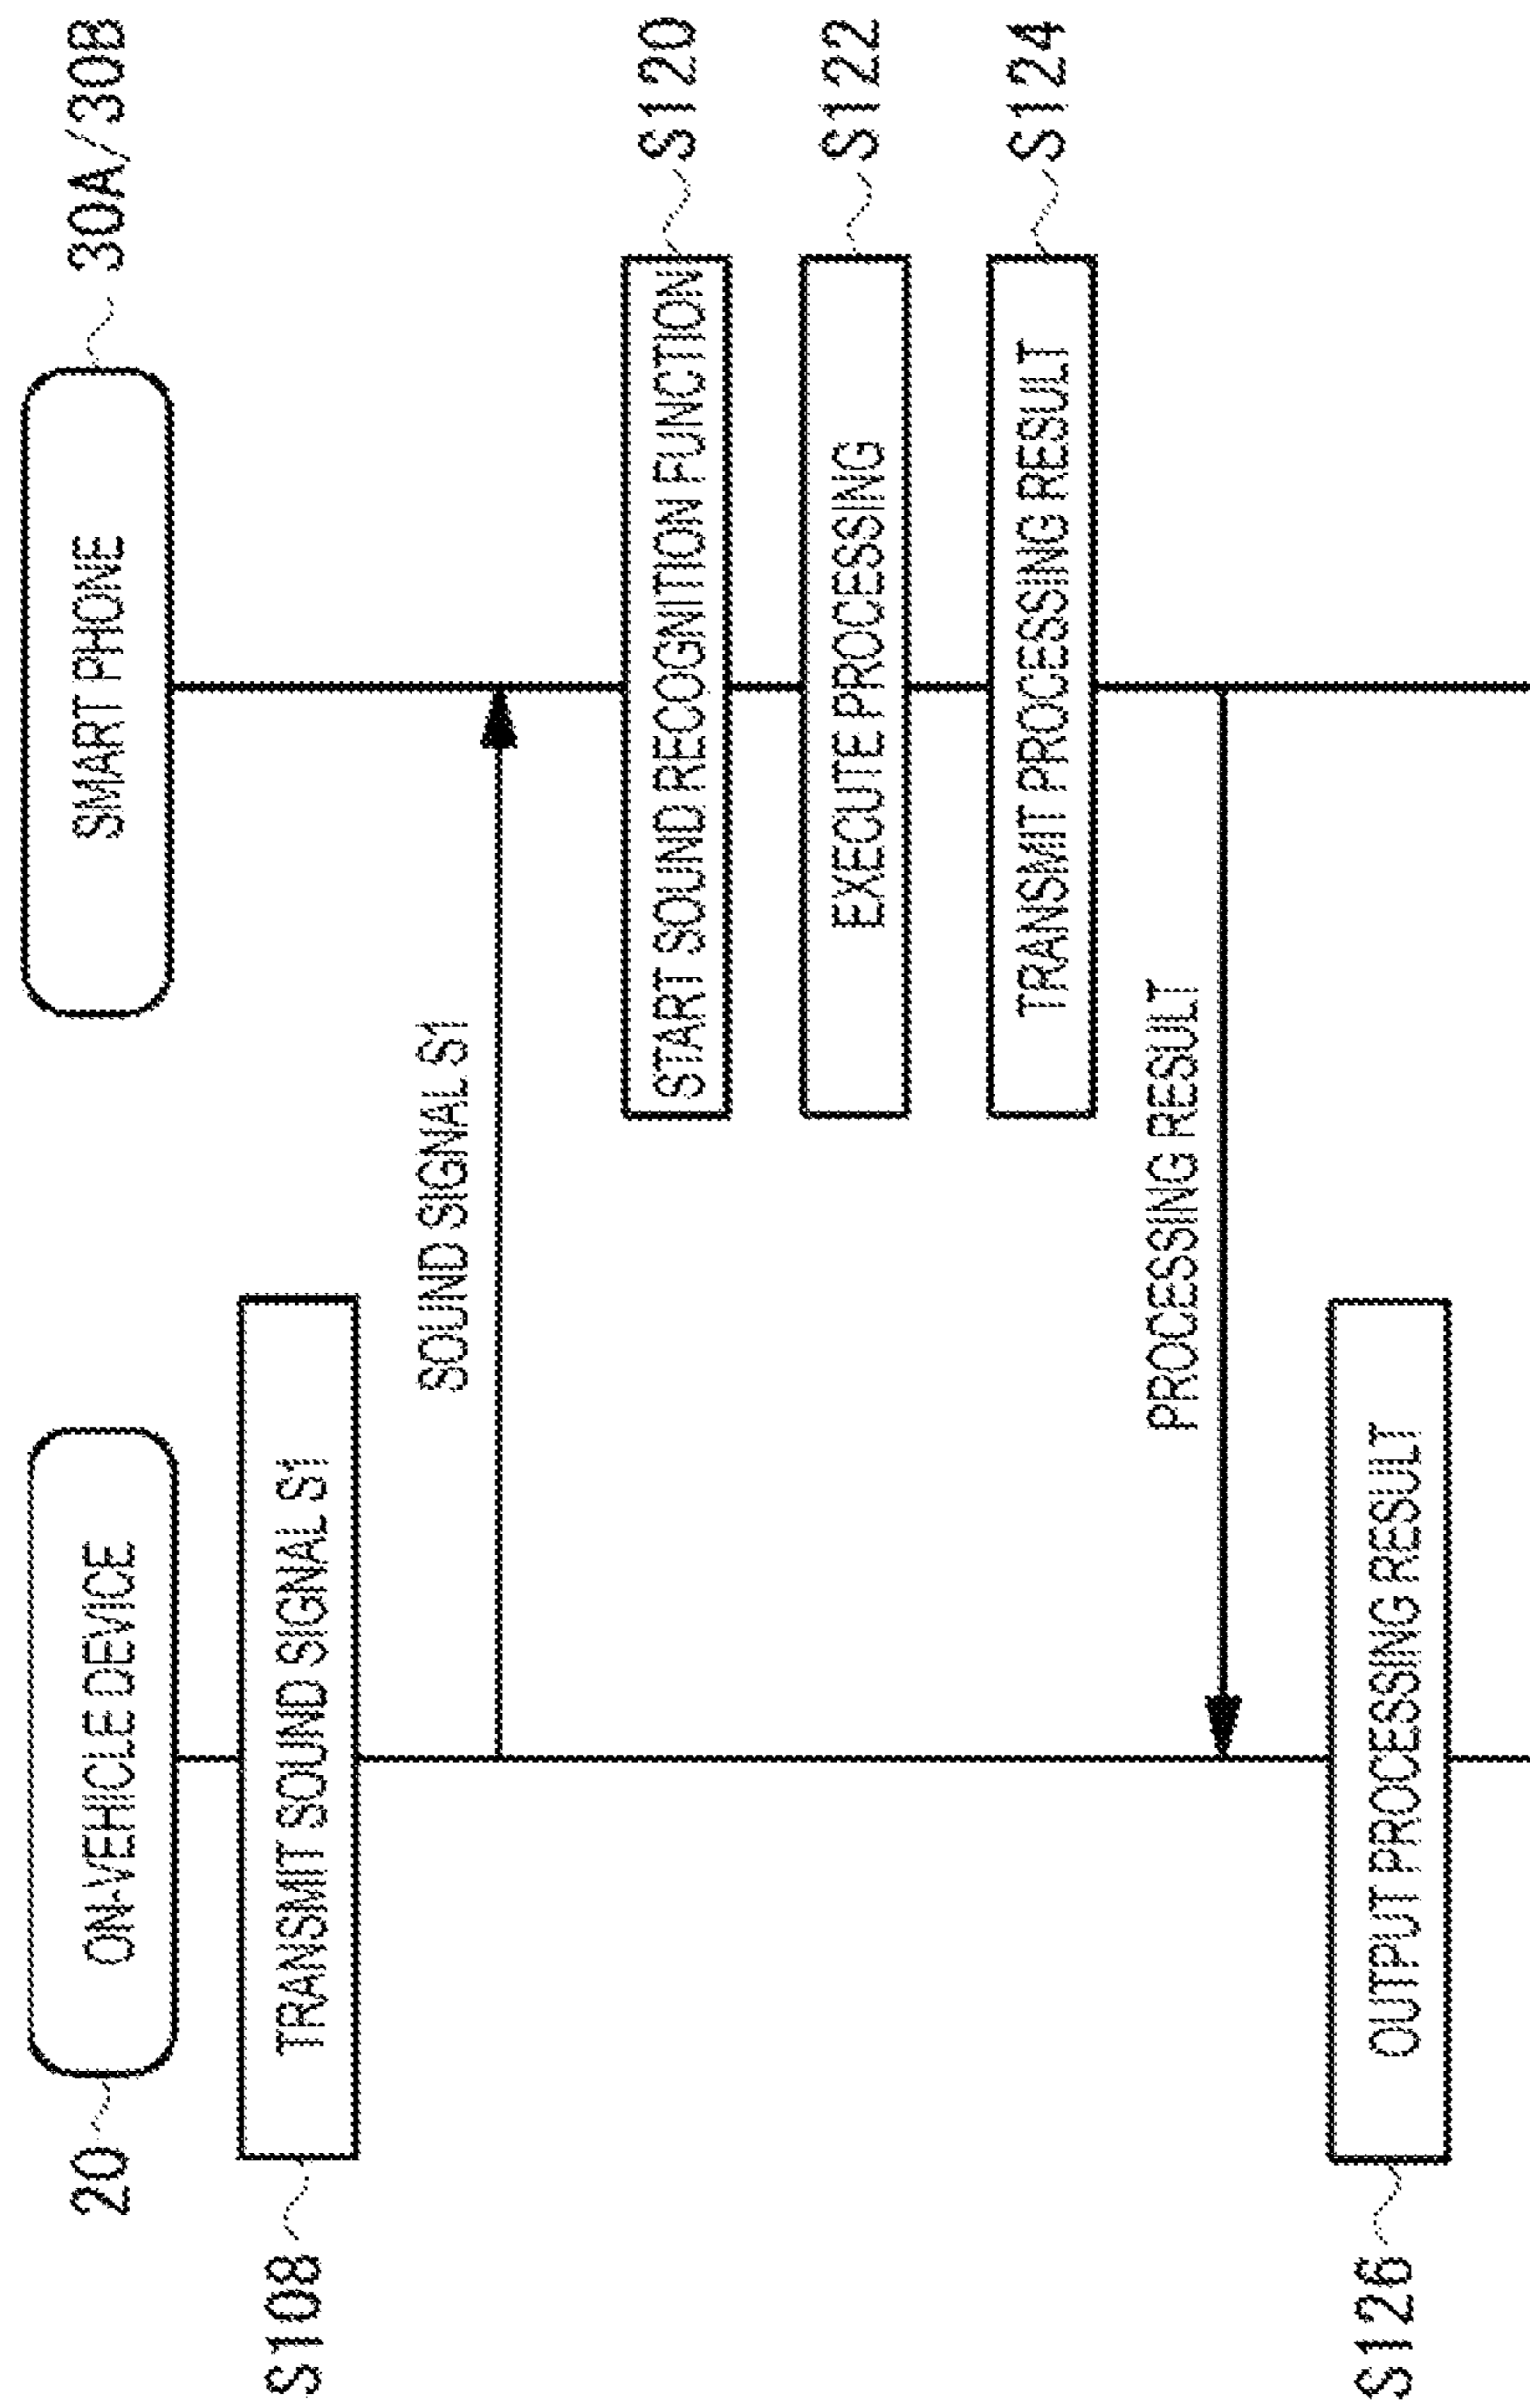 20
ON-VEHICLE DEVICE
SMART PHONE
30A/30B
S108
TRANSMIT SOUND SIGNAL S1
SOUND SIGNAL S1
START SOUND RECOGNITION FUNCTION
S120
EXECUTE PROCESSING
S122
TRANSMIT PROCESSING RESULT
S124
PROCESSING RESULT
S126
OUTPUT PROCESSING RESULT